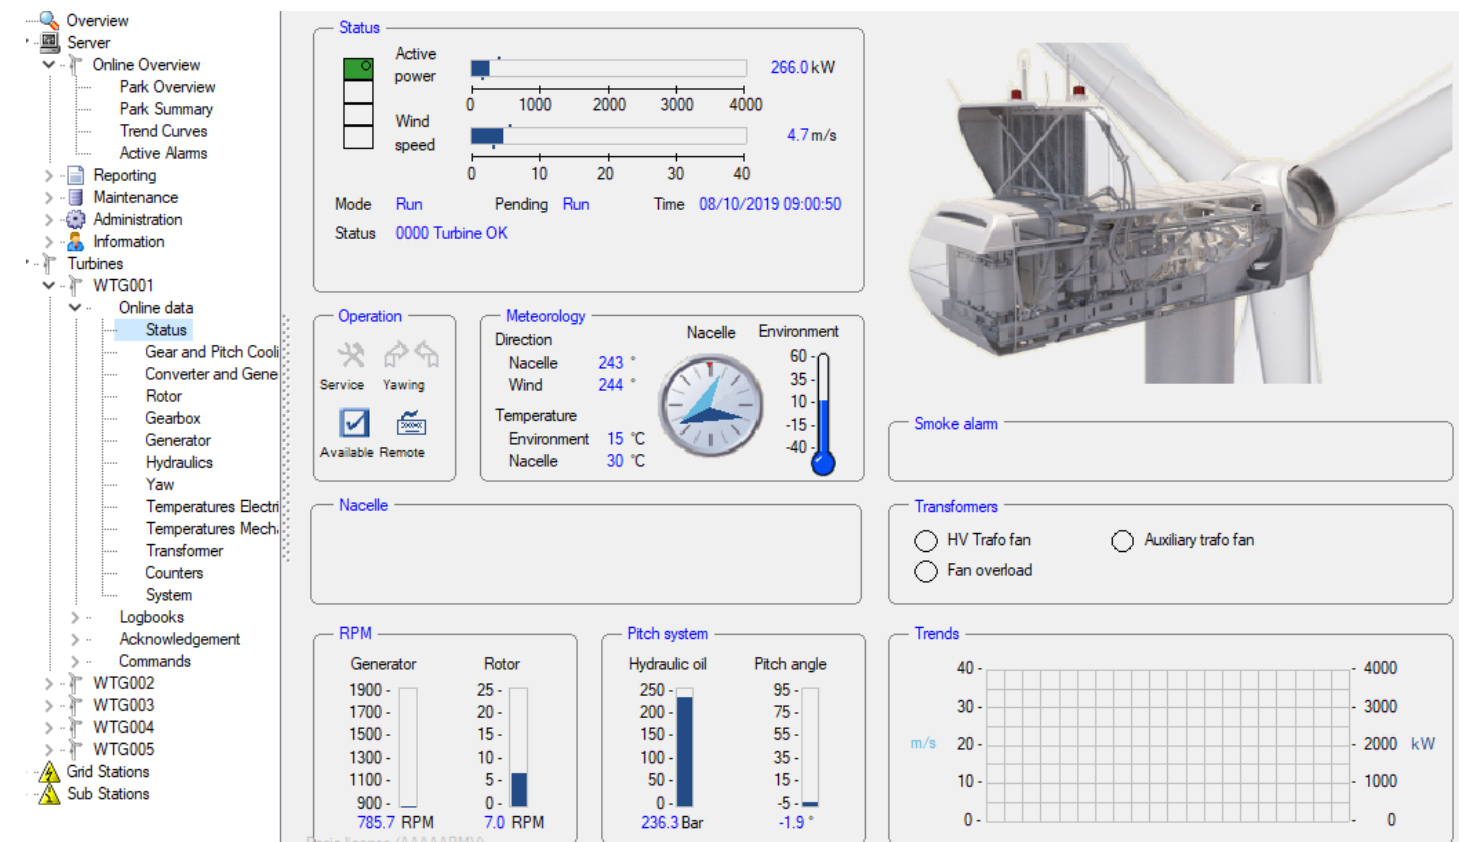 Overview
Server
Online Overview
Park Overview
Park Summary
Trend Curves
Active Alarms
Reporting
Maintenance
Administration
Information
Turbines
WTG001
Online data
Status
Gear and Pitch Cooli
Converter and Gene
Rotor
Gearbox
Generator
Hydraulics
Yaw
Temperatures Electri
Temperatures Mech
Transformer
Counters
System
Logbooks
Acknowledgement
Commands
WTG002
WTG003
WTG004
WTG005
Grid Stations
Sub Stations
Status
Active power 266.0 kW
0 1000 2000 3000 4000
Wind speed 4.7 m/s
0 10 20 30 40
Mode Run Pending Run Time 08/10/2019 09:00:50
Status 0000 Turbine OK
Operation
Service Yawing
Available Remote
Meteorology
Direction
Nacelle 243 °
Wind 244 °
Temperature
Environment 15 °C
Nacelle 30 °C
Nacelle Environment
60
35
10
-15
-40
Smoke alarm
Nacelle
Transformers
HV Trafo fan Auxiliary trafo fan
Fan overload
RPM
Generator Rotor
1900 - 25 -
1700 - 20 -
1500 - 15 -
1300 - 10 -
1100 - 5 -
900 - 0 -
785.7 RPM 7.0 RPM
Pitch system
Hydraulic oil Pitch angle
250 - 95 -
200 - 75 -
150 - 55 -
100 - 35 -
50 - 15 -
0 - -5 -
236.3 Bar -1.9 °
Trends
40 - - 4000
30 - - 3000
m/s 20 - - 2000 kW
10 - - 1000
0 - - 0